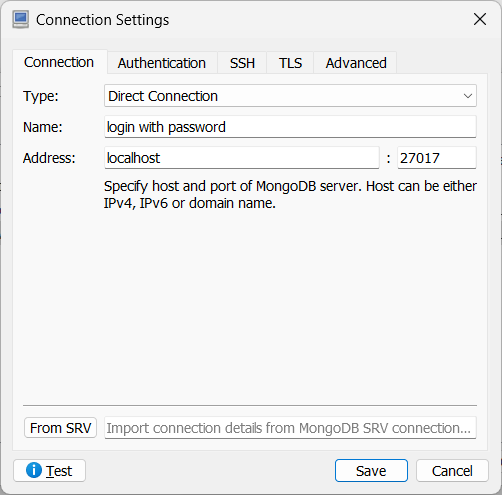 Connection Settings
Connection Authentication SSH TLS Advanced
Type: Direct Connection
Name: login with password
Address: localhost : 27017
Specify host and port of MongoDB server. Host can be either
IPv4, IPv6 or domain name.
From SRV Import connection details from MongoDB SRV connection...
Test Save Cancel